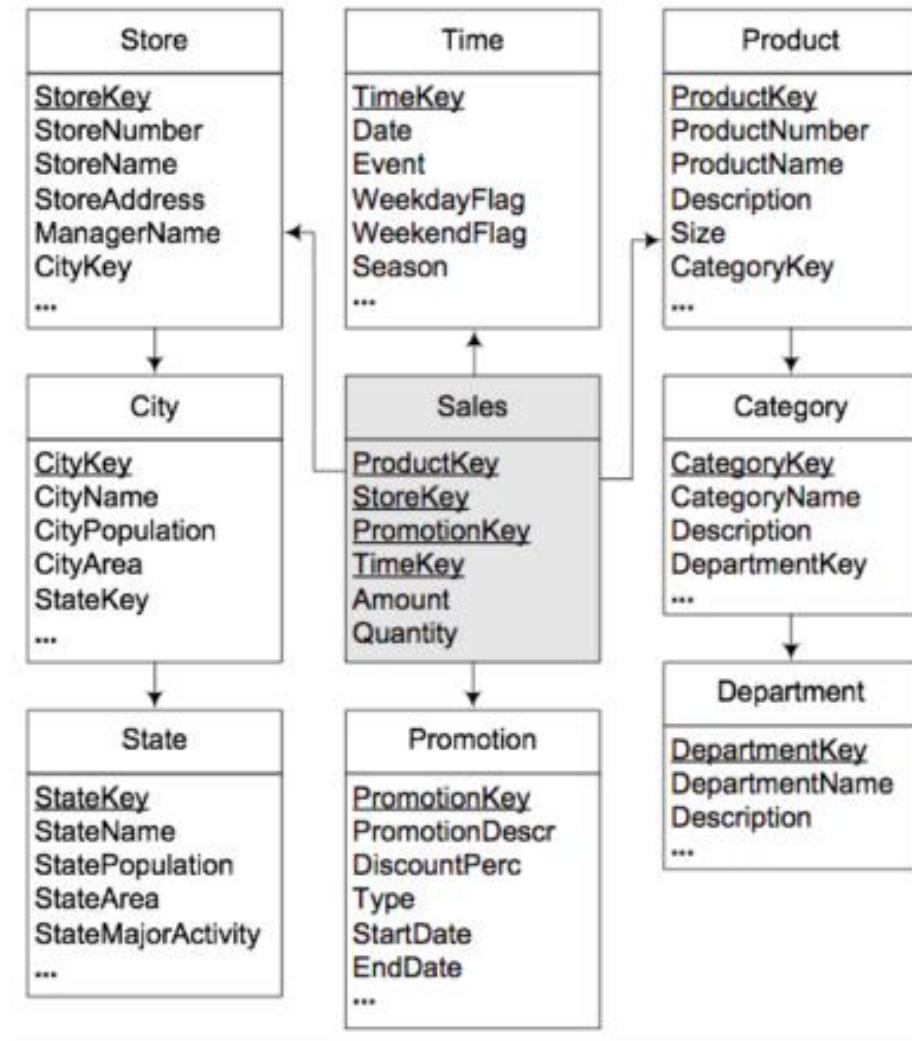 Store
StoreKey
StoreNumber
StoreName
StoreAddress
ManagerName
CityKey
...
Time
TimeKey
Date
Event
WeekdayFlag
WeekendFlag
Season
...
Product
ProductKey
ProductNumber
ProductName
Description
Size
CategoryKey
...
City
CityKey
CityName
CityPopulation
CityArea
StateKey
...
Sales
ProductKey
StoreKey
PromotionKey
TimeKey
Amount
Quantity
Category
CategoryKey
CategoryName
Description
DepartmentKey
...
State
StateKey
StateName
StatePopulation
StateArea
StateMajorActivity
...
Promotion
PromotionKey
PromotionDescr
DiscountPerc
Type
StartDate
EndDate
...
Department
DepartmentKey
DepartmentName
Description
...